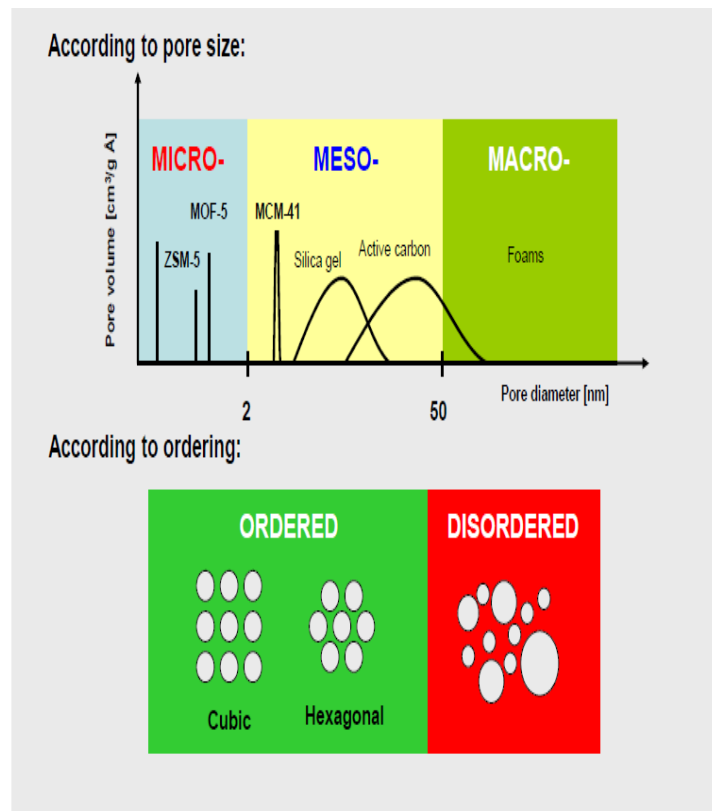 According to pore size:
Pore volume [cm³/g A]
MICRO- MESO- MACRO-
MOF-5 MCM-41
ZSM-5 Silica gel Active carbon Foams
2 50 Pore diameter [nm]
According to ordering:
ORDERED DISORDERED
Cubic Hexagonal